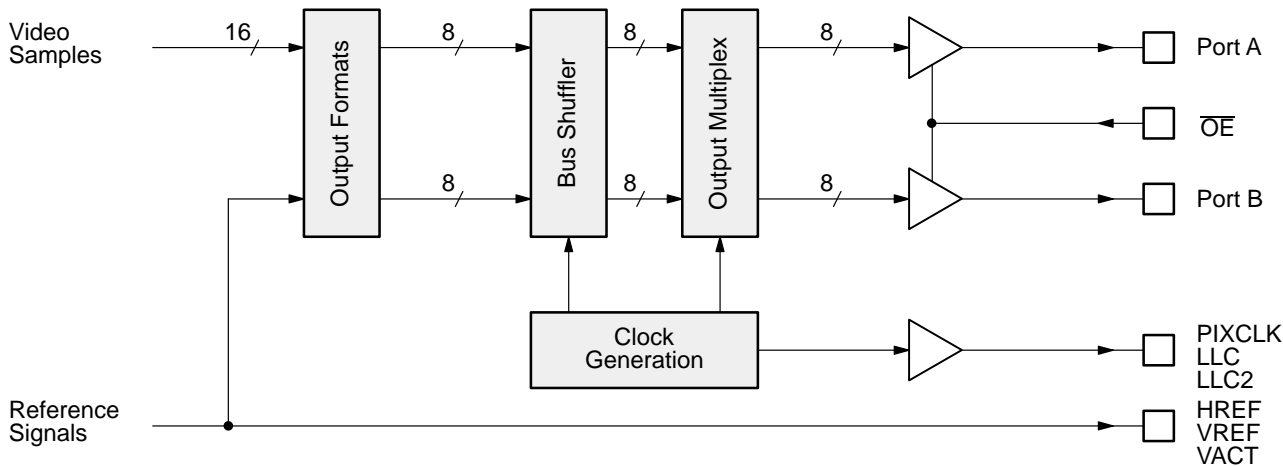 Video
Samples
16
Output Formats
8
8
Bus Shuffler
8
8
Output Multiplex
8
8
Port A
OE
Port B
Clock
Generation
PIXCLK
LLC
LLC2
Reference
Signals
HREF
VREF
VACT